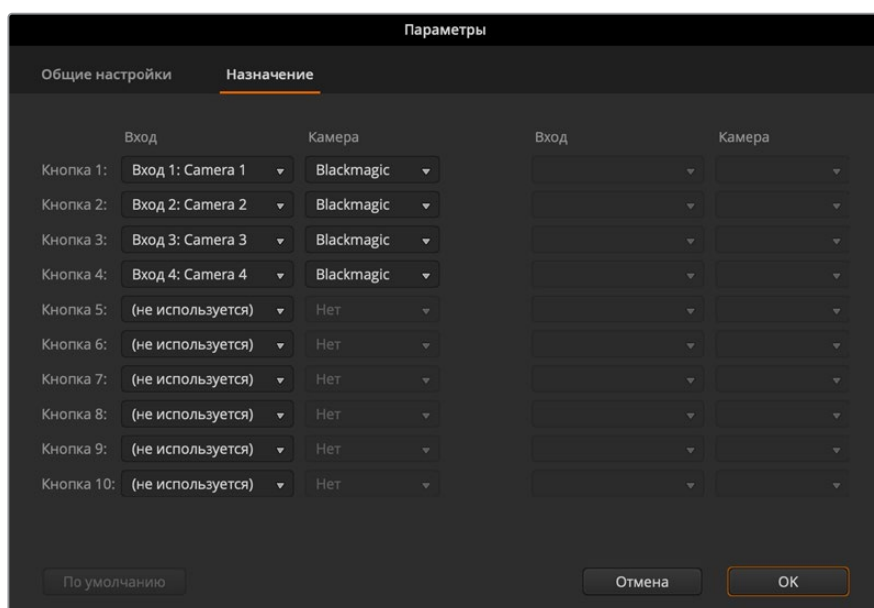 Параметры
Общие настройки Назначение
Вход Камера Вход Камера
Кнопка 1: Вход 1: Camera 1 Blackmagic
Кнопка 2: Вход 2: Camera 2 Blackmagic
Кнопка 3: Вход 3: Camera 3 Blackmagic
Кнопка 4: Вход 4: Camera 4 Blackmagic
Кнопка 5: (не используется) Нет
Кнопка 6: (не используется) Нет
Кнопка 7: (не используется) Нет
Кнопка 8: (не используется) Нет
Кнопка 9: (не используется) Нет
Кнопка 10: (не используется) Нет
По умолчанию Отмена OK